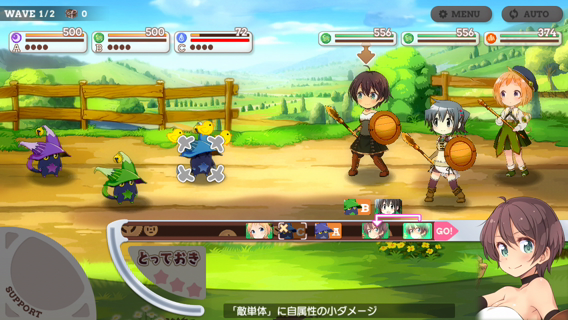 WAVE 1/2 0 MENU AUTO
500 500 72 556 556 374
A B C
B
A GO!
とっておき
SUPPORT
「敵単体」に自属性の小ダメージ